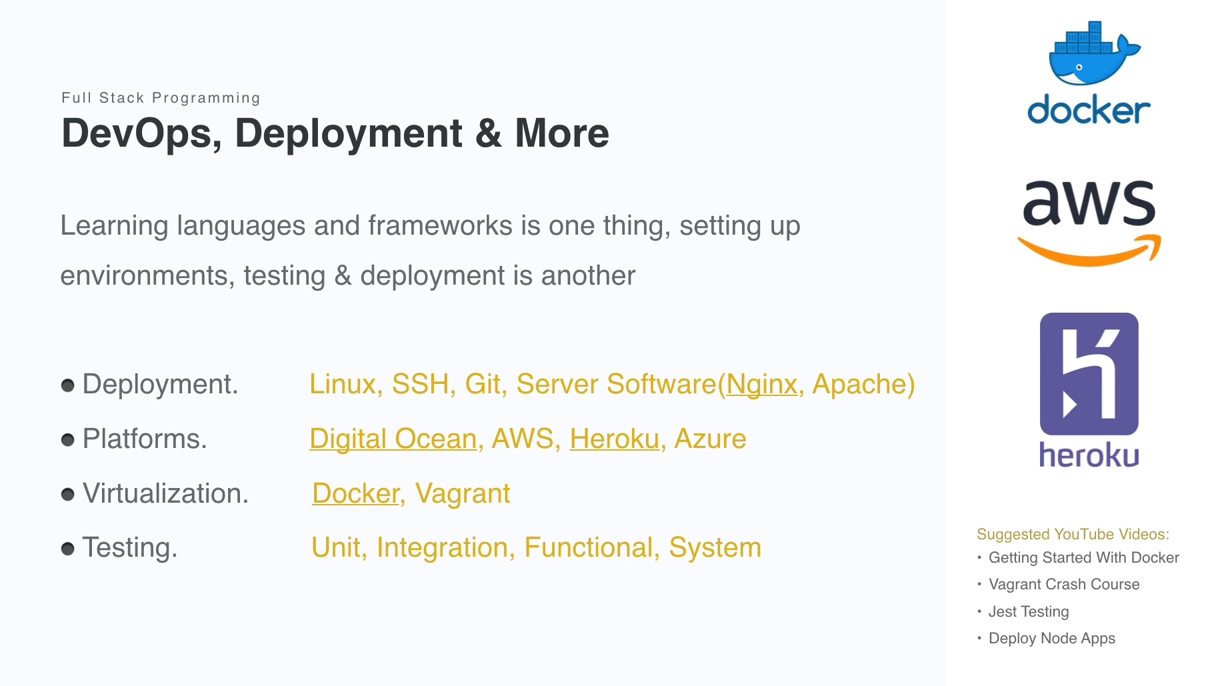 Full Stack Programming
DevOps, Deployment & More
Learning languages and frameworks is one thing, setting up
environments, testing & deployment is another
• Deployment. Linux, SSH, Git, Server Software(Nginx, Apache)
• Platforms. Digital Ocean, AWS, Heroku, Azure
• Virtualization. Docker, Vagrant
• Testing. Unit, Integration, Functional, System
docker
aws
heroku
Suggested YouTube Videos:
• Getting Started With Docker
• Vagrant Crash Course
• Jest Testing
• Deploy Node Apps